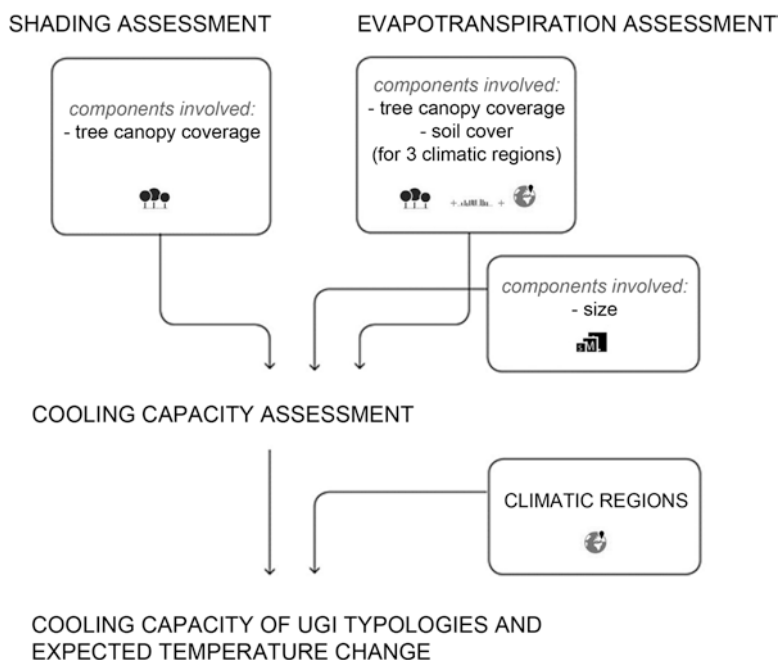 SHADING ASSESSMENT
EVAPOTRANSPIRATION ASSESSMENT
components involved:
- tree canopy coverage
components involved:
- tree canopy coverage
- soil cover
(for 3 climatic regions)
+ +
components involved:
- size
S M L
COOLING CAPACITY ASSESSMENT
CLIMATIC REGIONS
COOLING CAPACITY OF UGI TYPOLOGIES AND
EXPECTED TEMPERATURE CHANGE